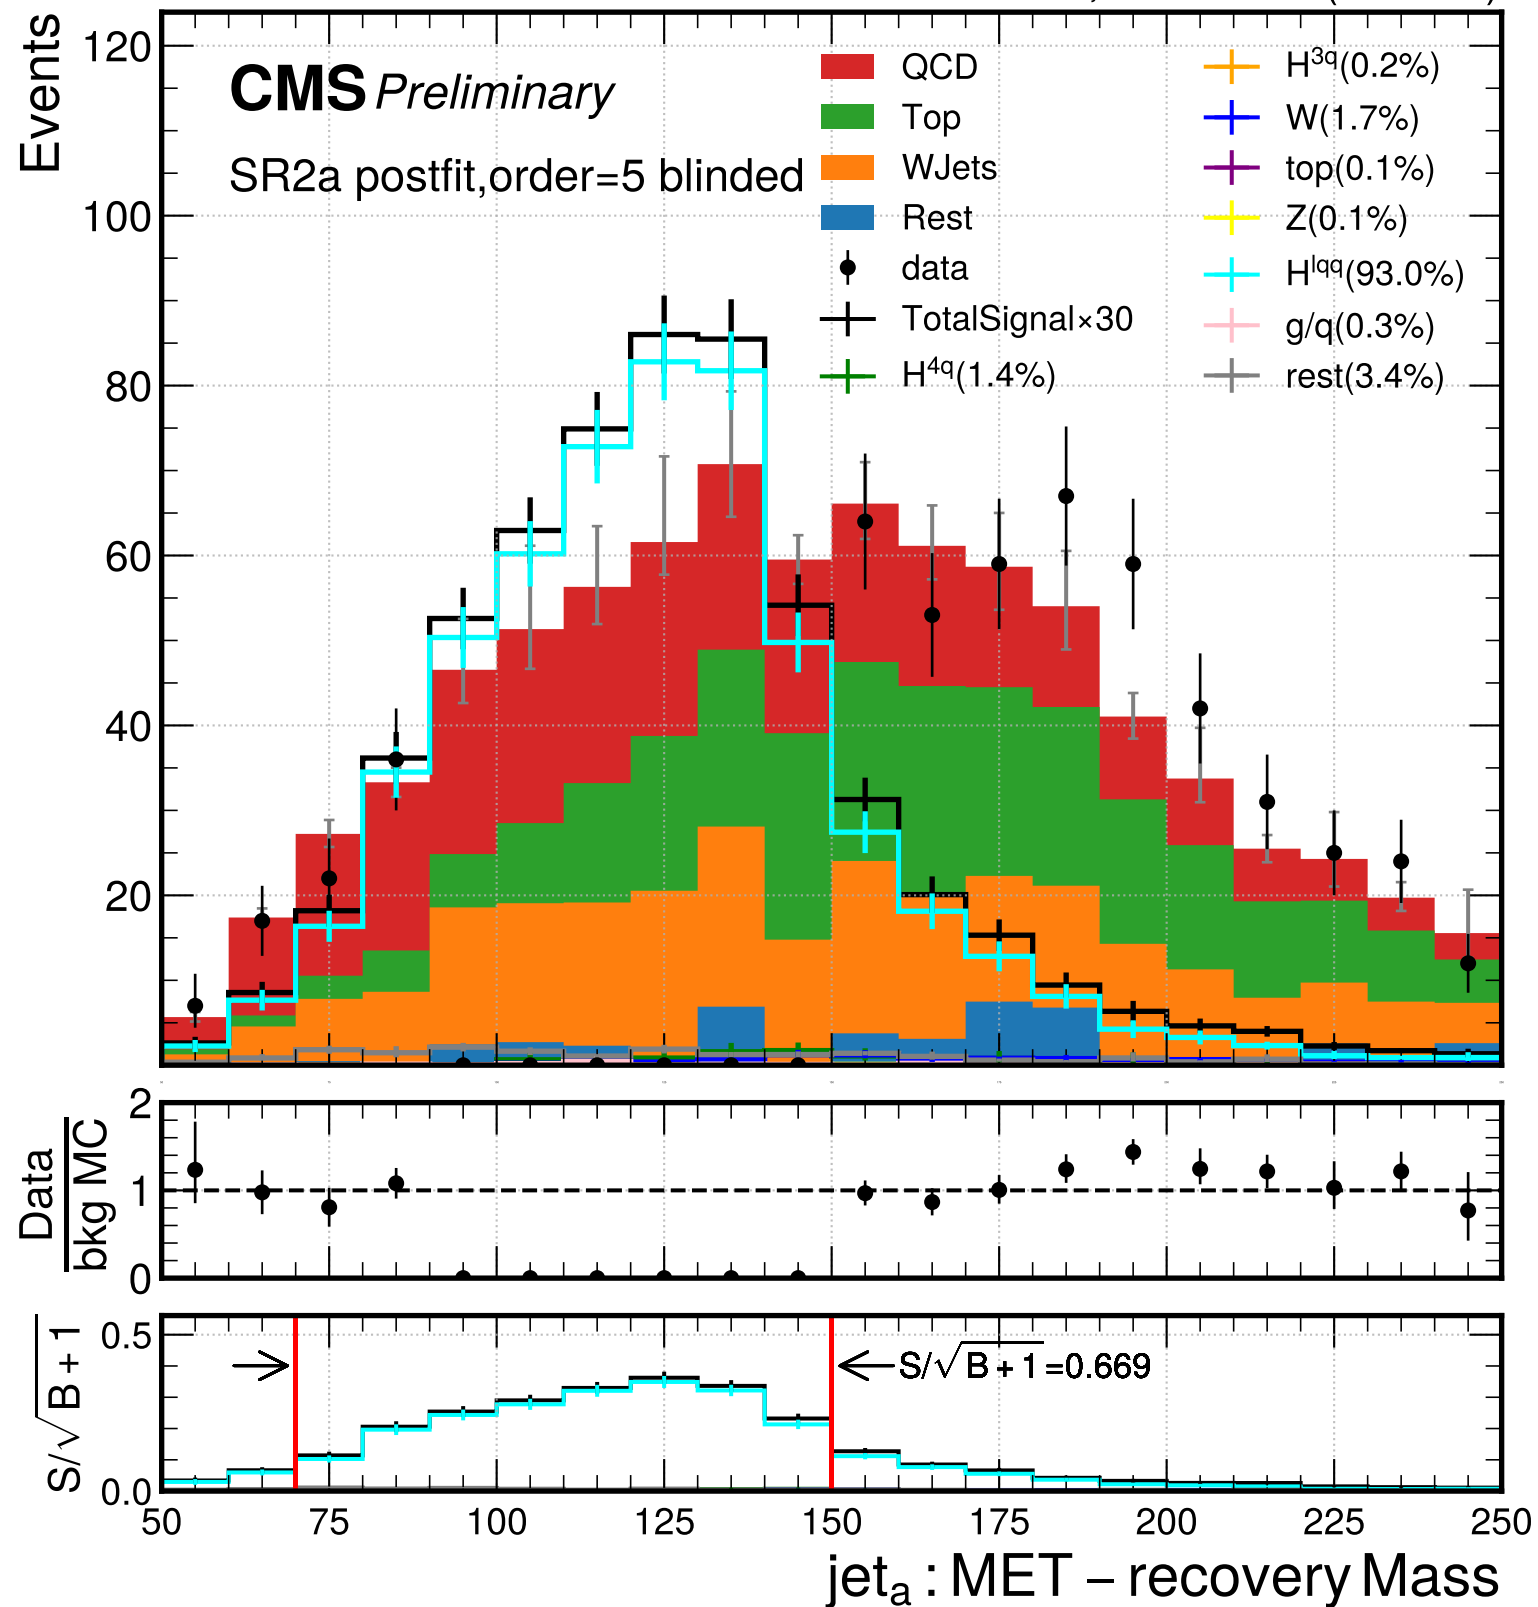 Events
120
100
80
60
40
20
CMS Preliminary
SR2a postfit,order=5 blinded
QCD
Top
WJets
Rest
data
TotalSignal×30
H⁴q(1.4%)
H³q(0.2%)
W(1.7%)
top(0.1%)
Z(0.1%)
H^lqq(93.0%)
g/q(0.3%)
rest(3.4%)
Data
bkg MC
2
1
0
S/√B+1
0.5
0.0
S/√B+1=0.669
50 75 100 125 150 175 200 225 250
jetₐ : MET – recovery Mass